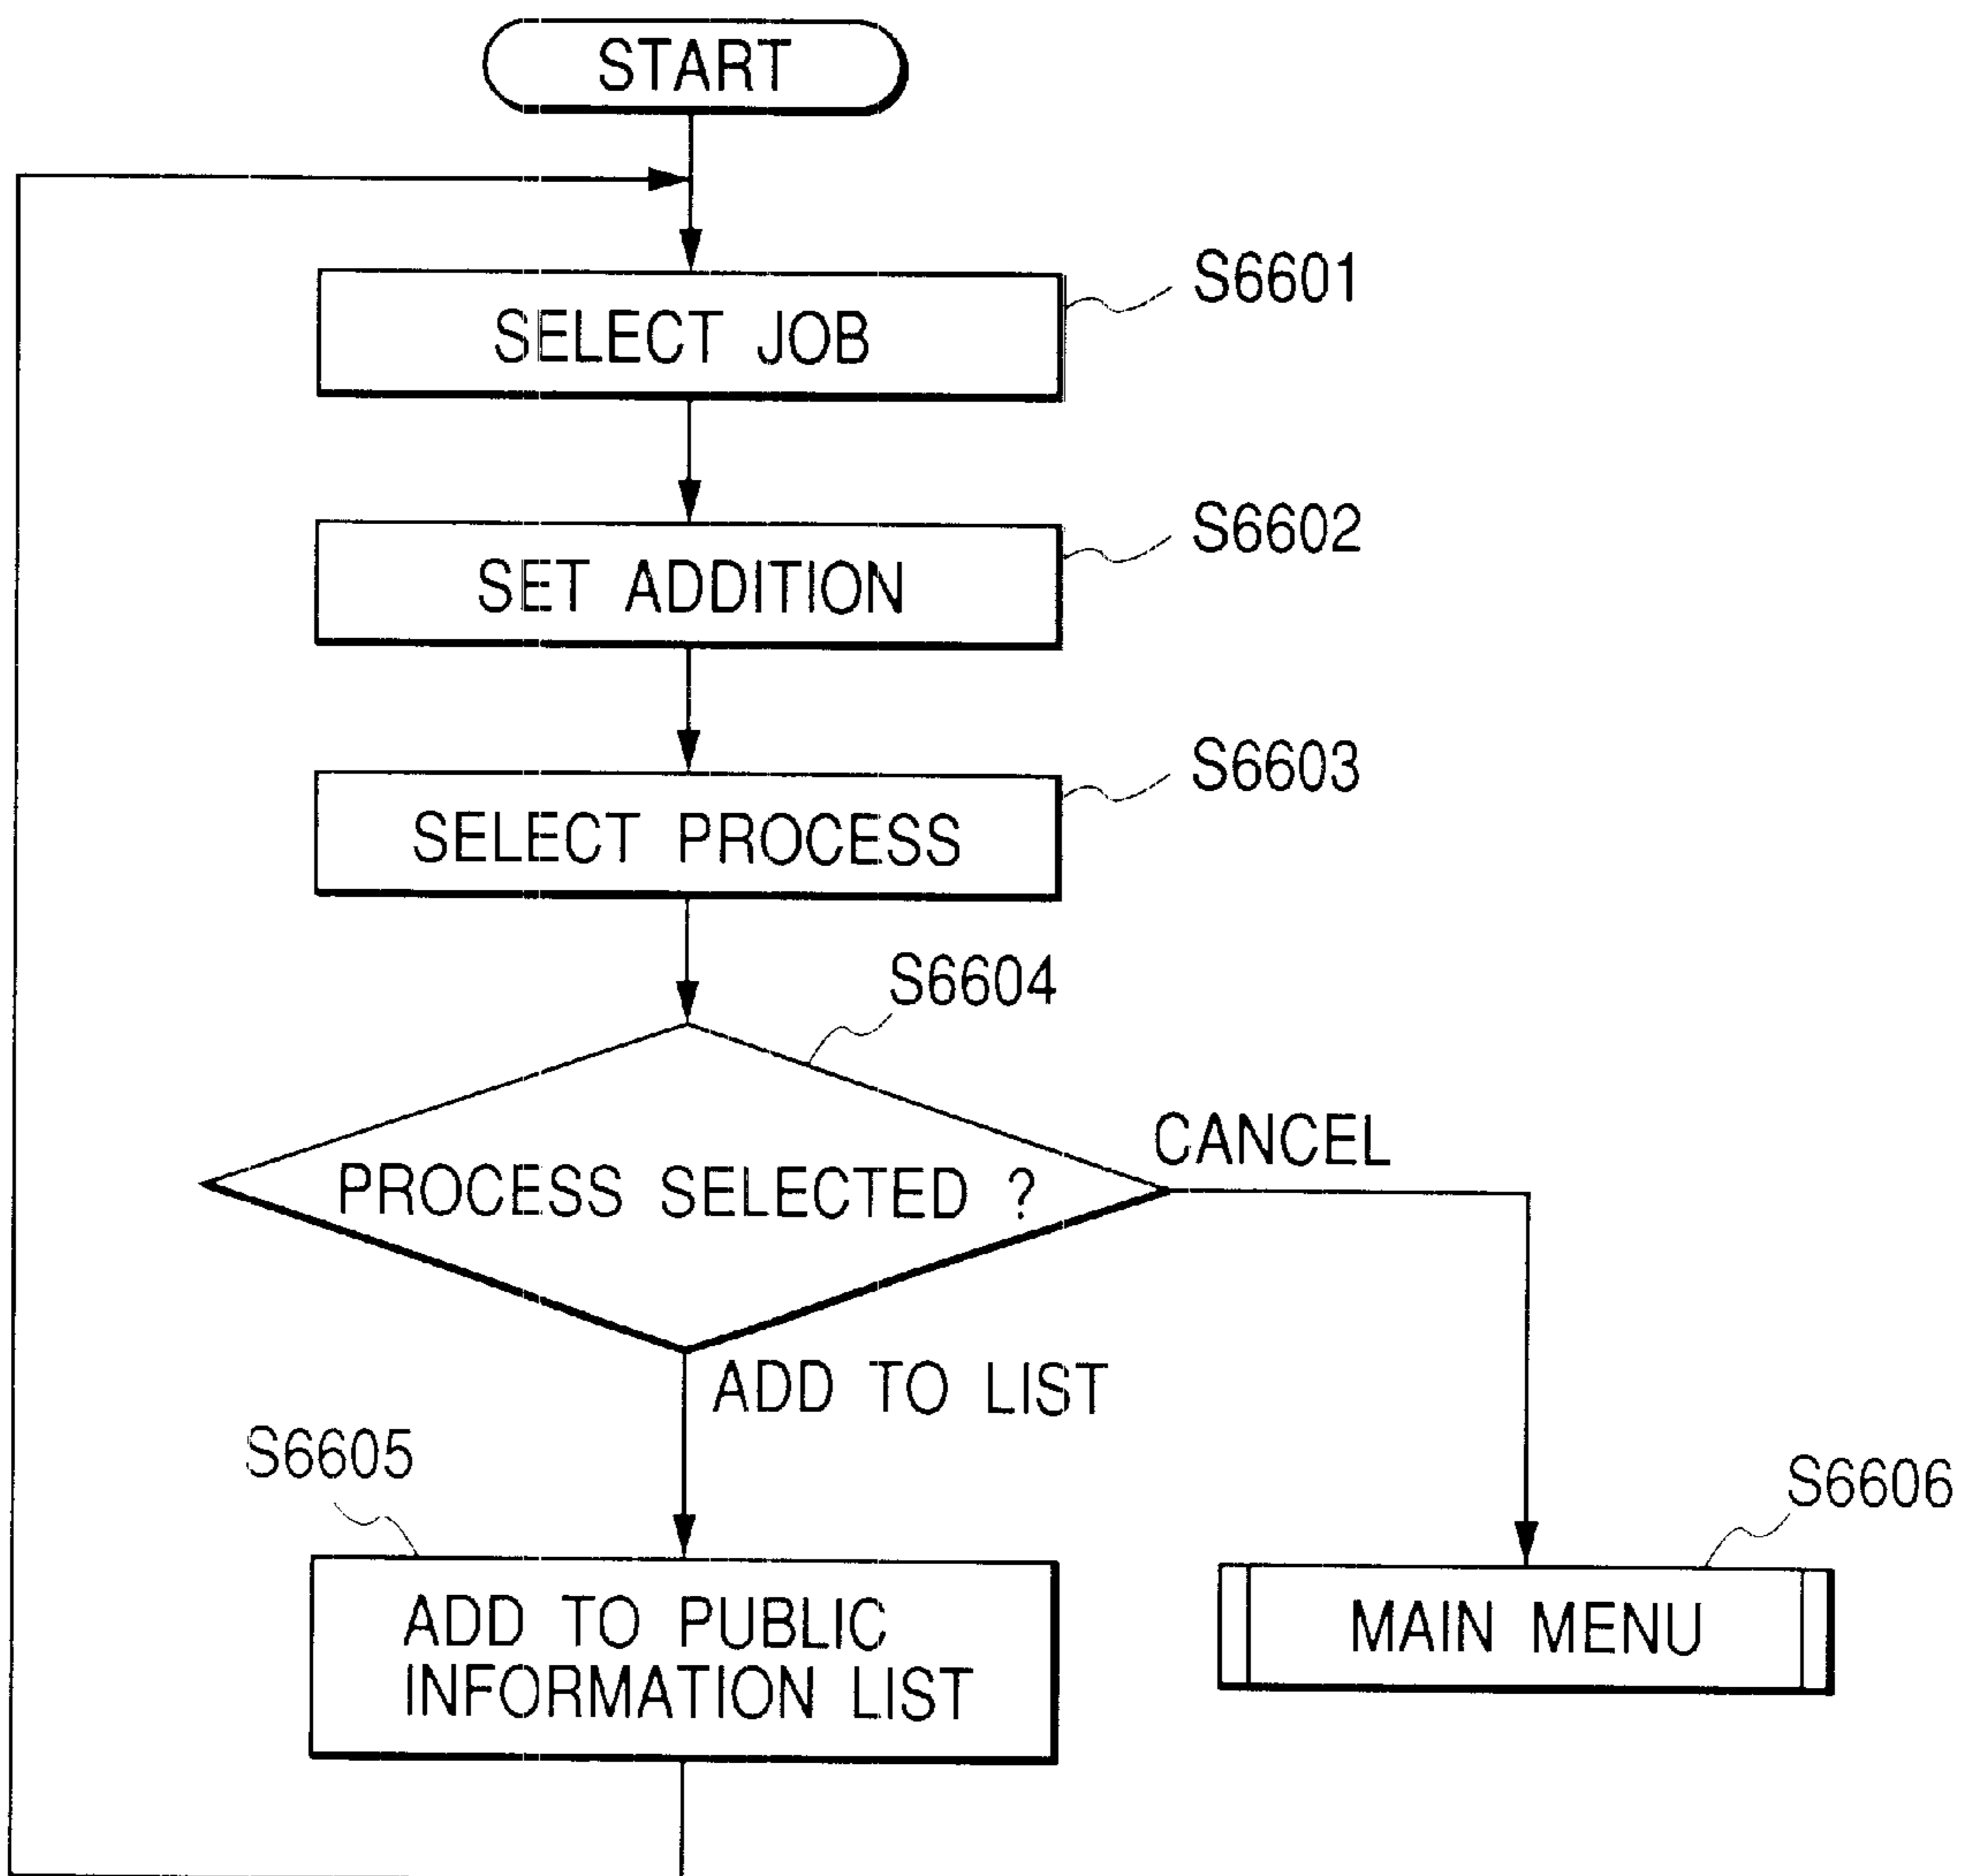 START
S6601
SELECT JOB
S6602
SET ADDITION
S6603
SELECT PROCESS
S6604
CANCEL
PROCESS SELECTED ?
ADD TO LIST
S6605
S6606
ADD TO PUBLIC
INFORMATION LIST
MAIN MENU